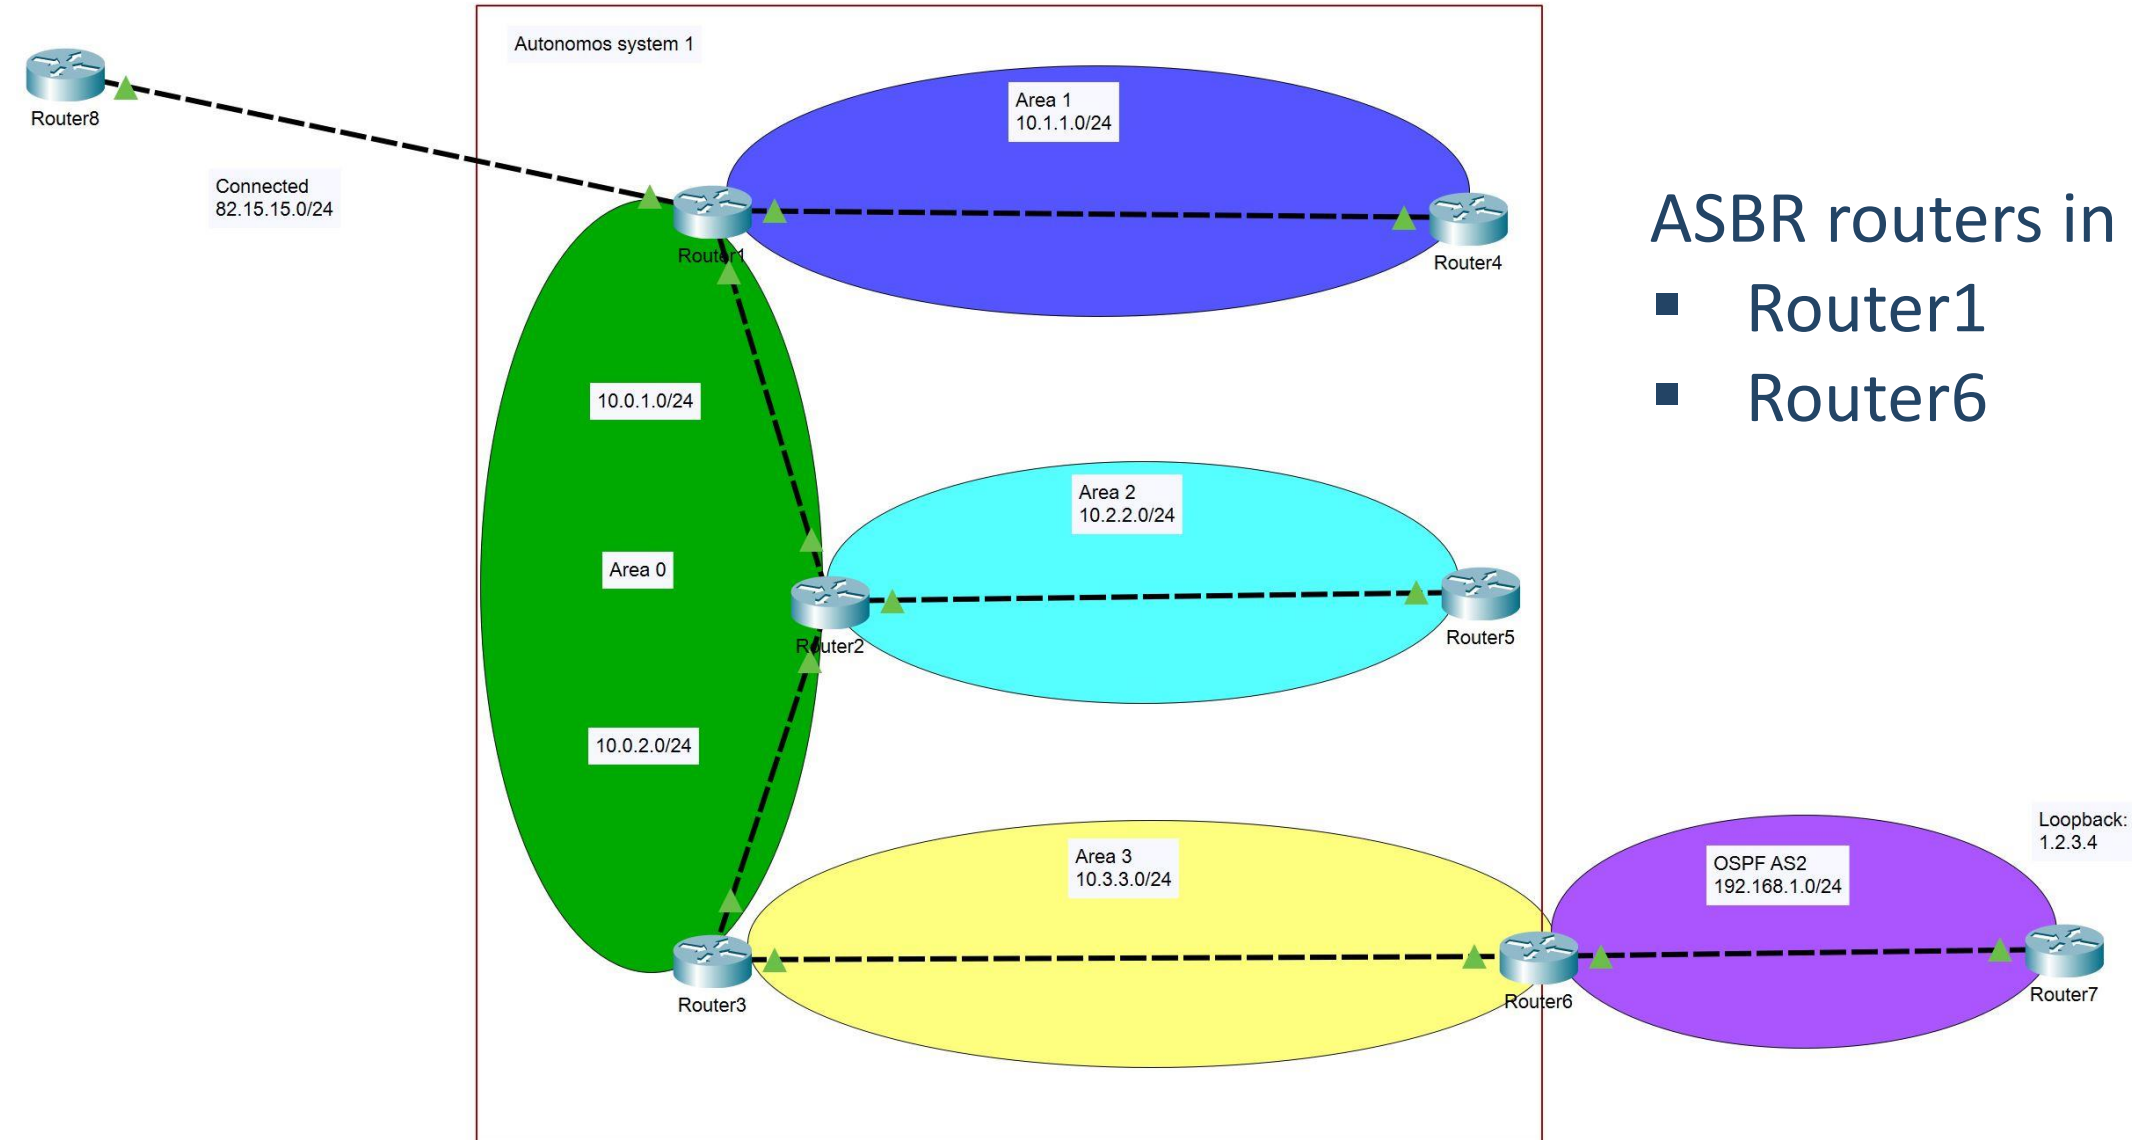 Autonomos system 1
Router8
Connected
82.15.15.0/24
Area 1
10.1.1.0/24
Router1
Router4
10.0.1.0/24
Area 0
10.0.2.0/24
Area 2
10.2.2.0/24
Router2
Router5
Area 3
10.3.3.0/24
Router3
Router6
OSPF AS2
192.168.1.0/24
Loopback:
1.2.3.4
Router7
ASBR routers in
▪ Router1
▪ Router6